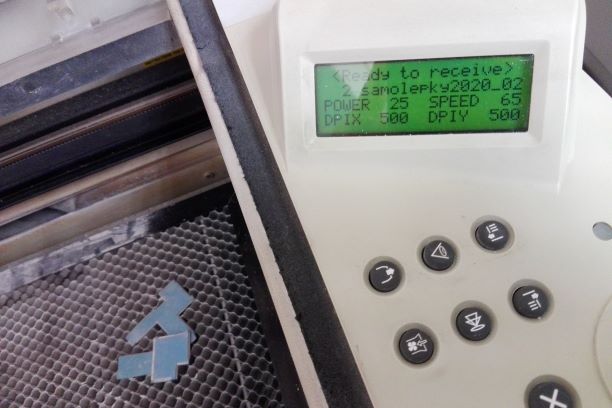 <Ready to receive>
2 samolepky2020_02
POWER 25 SPEED 65
DPIX 500 DPIY 500